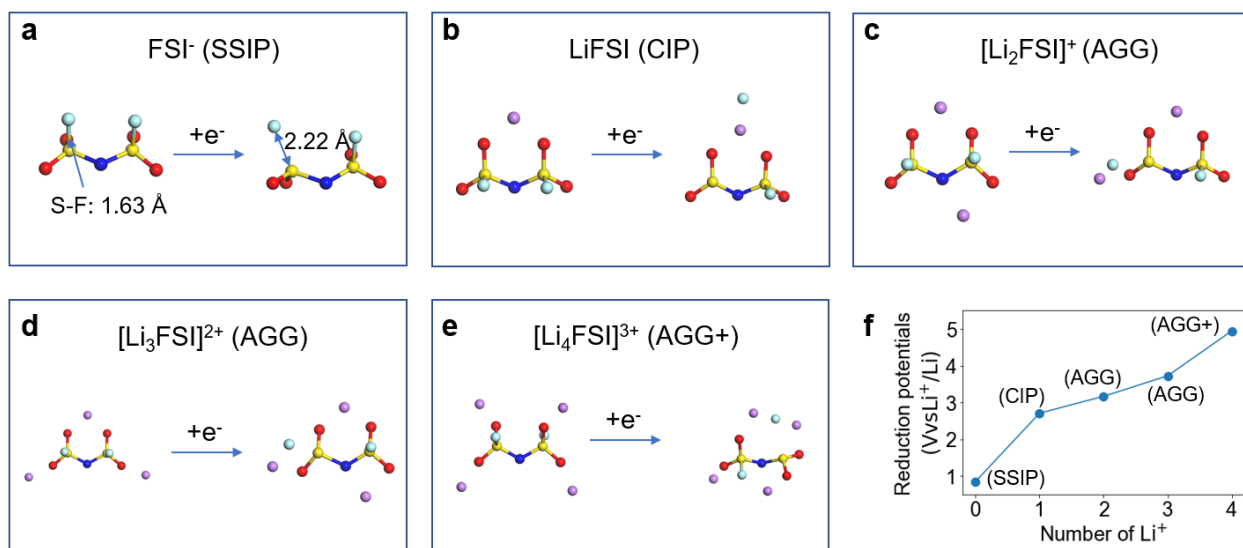 a
FSI⁻ (SSIP)
+e⁻
2.22 Å
S-F: 1.63 Å
b
LiFSI (CIP)
+e⁻
c
[Li₂FSI]⁺ (AGG)
+e⁻
d
[Li₃FSI]²⁺ (AGG)
+e⁻
e
[Li₄FSI]³⁺ (AGG+)
+e⁻
f
Reduction potentials
(VvsLi⁺/Li)
5
4
3
2
1
(SSIP)
(CIP)
(AGG)
(AGG)
(AGG+)
0 1 2 3 4
Number of Li⁺